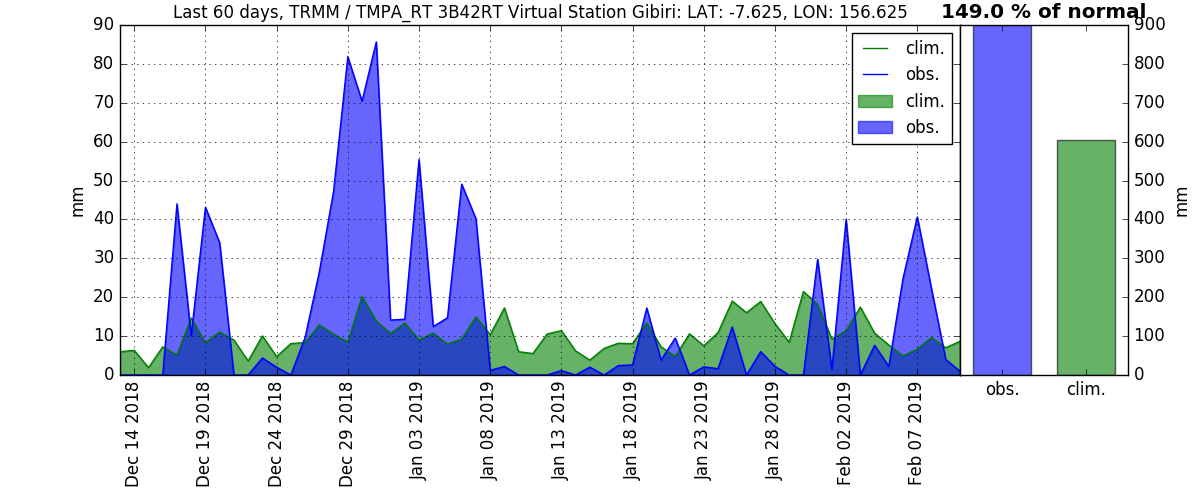 Last 60 days, TRMM / TMPA_RT 3B42RT Virtual Station Gibiri: LAT: -7.625, LON: 156.625
149.0 % of normal
90
80
70
60
50
40
30
20
10
0
mm
clim.
obs.
clim.
obs.
900
800
700
600
500
400
300
200
100
0
mm
Dec 14 2018
Dec 19 2018
Dec 24 2018
Dec 29 2018
Jan 03 2019
Jan 08 2019
Jan 13 2019
Jan 18 2019
Jan 23 2019
Jan 28 2019
Feb 02 2019
Feb 07 2019
obs.
clim.